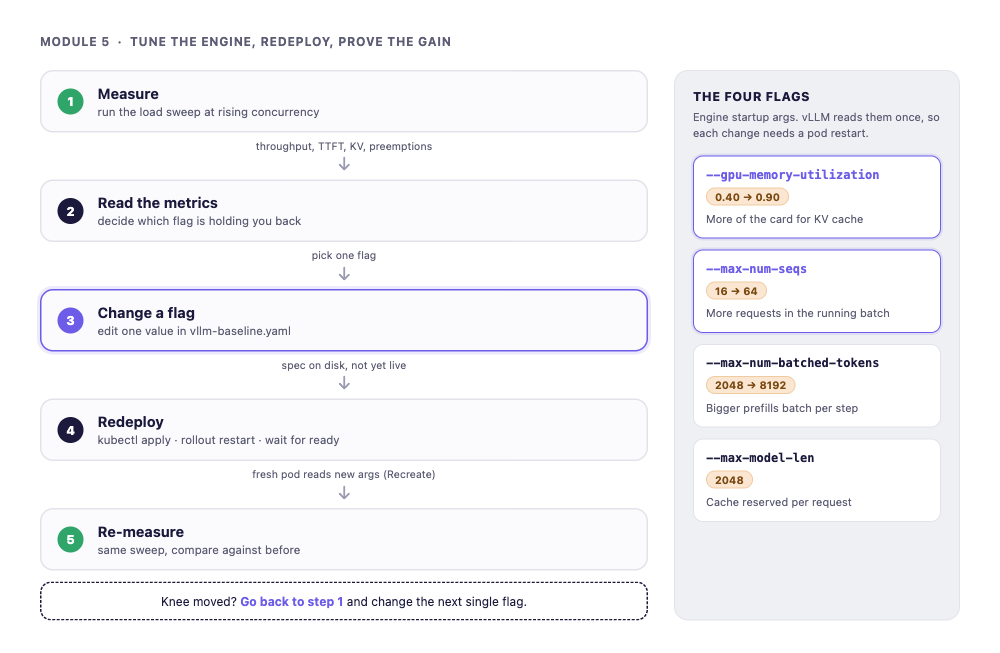 MODULE 5 · TUNE THE ENGINE, REDEPLOY, PROVE THE GAIN
1
Measure
run the load sweep at rising concurrency
throughput, TTFT, KV, preemptions
↓
2
Read the metrics
decide which flag is holding you back
pick one flag
↓
3
Change a flag
edit one value in vllm-baseline.yaml
spec on disk, not yet live
↓
4
Redeploy
kubectl apply · rollout restart · wait for ready
fresh pod reads new args (Recreate)
↓
5
Re-measure
same sweep, compare against before
Knee moved? Go back to step 1 and change the next single flag.
THE FOUR FLAGS
Engine startup args. vLLM reads them once, so
each change needs a pod restart.
--gpu-memory-utilization
0.40 → 0.90
More of the card for KV cache
--max-num-seqs
16 → 64
More requests in the running batch
--max-num-batched-tokens
2048 → 8192
Bigger prefills batch per step
--max-model-len
2048
Cache reserved per request